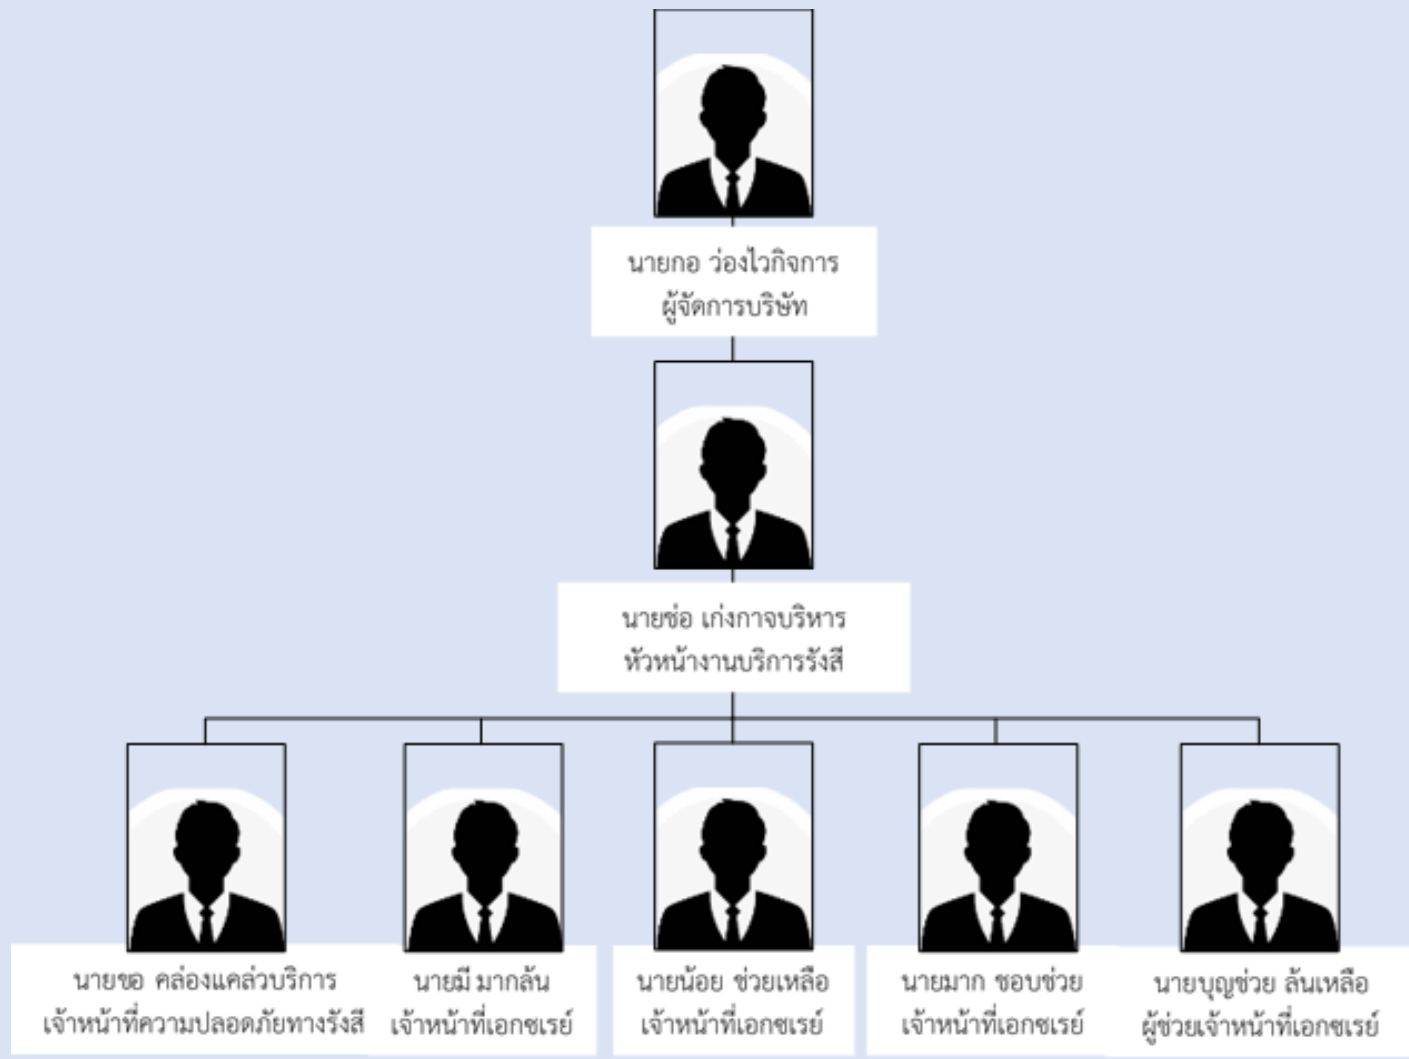 นายกอ ว่องไวกิจการ
ผู้จัดการบริษัท
นายช่อ เก่งกาจบริหาร
หัวหน้างานบริการรังสี
นายขอ คล่องแคล่วบริการ
เจ้าหน้าที่ความปลอดภัยทางรังสี
นายมี มากล้น
เจ้าหน้าที่เอกซเรย์
นายน้อย ช่วยเหลือ
เจ้าหน้าที่เอกซเรย์
นายมาก ชอบช่วย
เจ้าหน้าที่เอกซเรย์
นายบุญช่วย ล้นเหลือ
ผู้ช่วยเจ้าหน้าที่เอกซเรย์